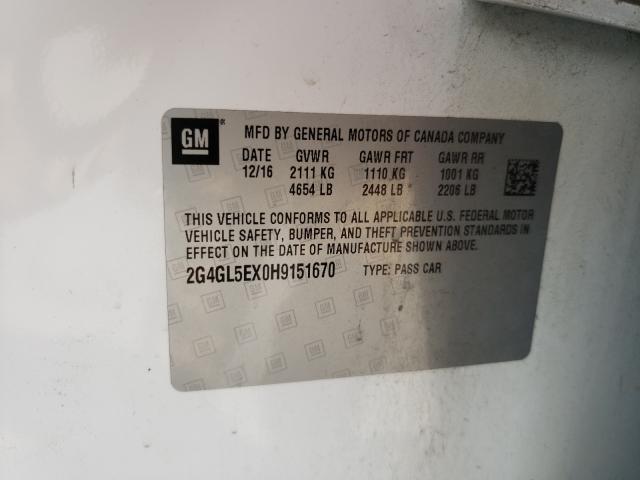 GM
MFD BY GENERAL MOTORS OF CANADA COMPANY
DATE GVWR GAWR FRT GAWR RR
12/16 2111 KG 1110 KG 1001 KG
4654 LB 2448 LB 2206 LB
THIS VEHICLE CONFORMS TO ALL APPLICABLE U.S. FEDERAL MOTOR
VEHICLE SAFETY, BUMPER, AND THEFT PREVENTION STANDARDS IN
EFFECT ON THE DATE OF MANUFACTURE SHOWN ABOVE.
2G4GL5EX0H9151670 TYPE: PASS CAR